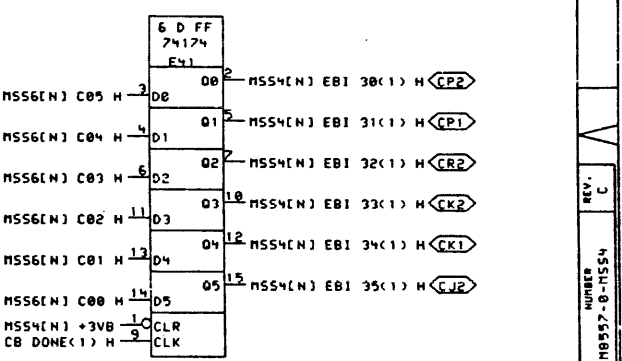 6 D FF
74174
E41
MSS6[N] C05 H 3 D0 Q0 2 MSS4[N] EBI 30(1) H CP2
MSS6[N] C04 H 4 D1 Q1 5 MSS4[N] EBI 31(1) H CP1
MSS6[N] C03 H 6 D2 Q2 7 MSS4[N] EBI 32(1) H CR2
MSS6[N] C02 H 11 D3 Q3 10 MSS4[N] EBI 33(1) H CK2
MSS6[N] C01 H 13 D4 Q4 12 MSS4[N] EBI 34(1) H CK1
MSS6[N] C00 H 14 D5 Q5 15 MSS4[N] EBI 35(1) H CJ2
MSS4[N] +3VB 1 CLR
CB DONE(1) H 9 CLK
REV.
C
NUMBER
M8557-0-MSS4